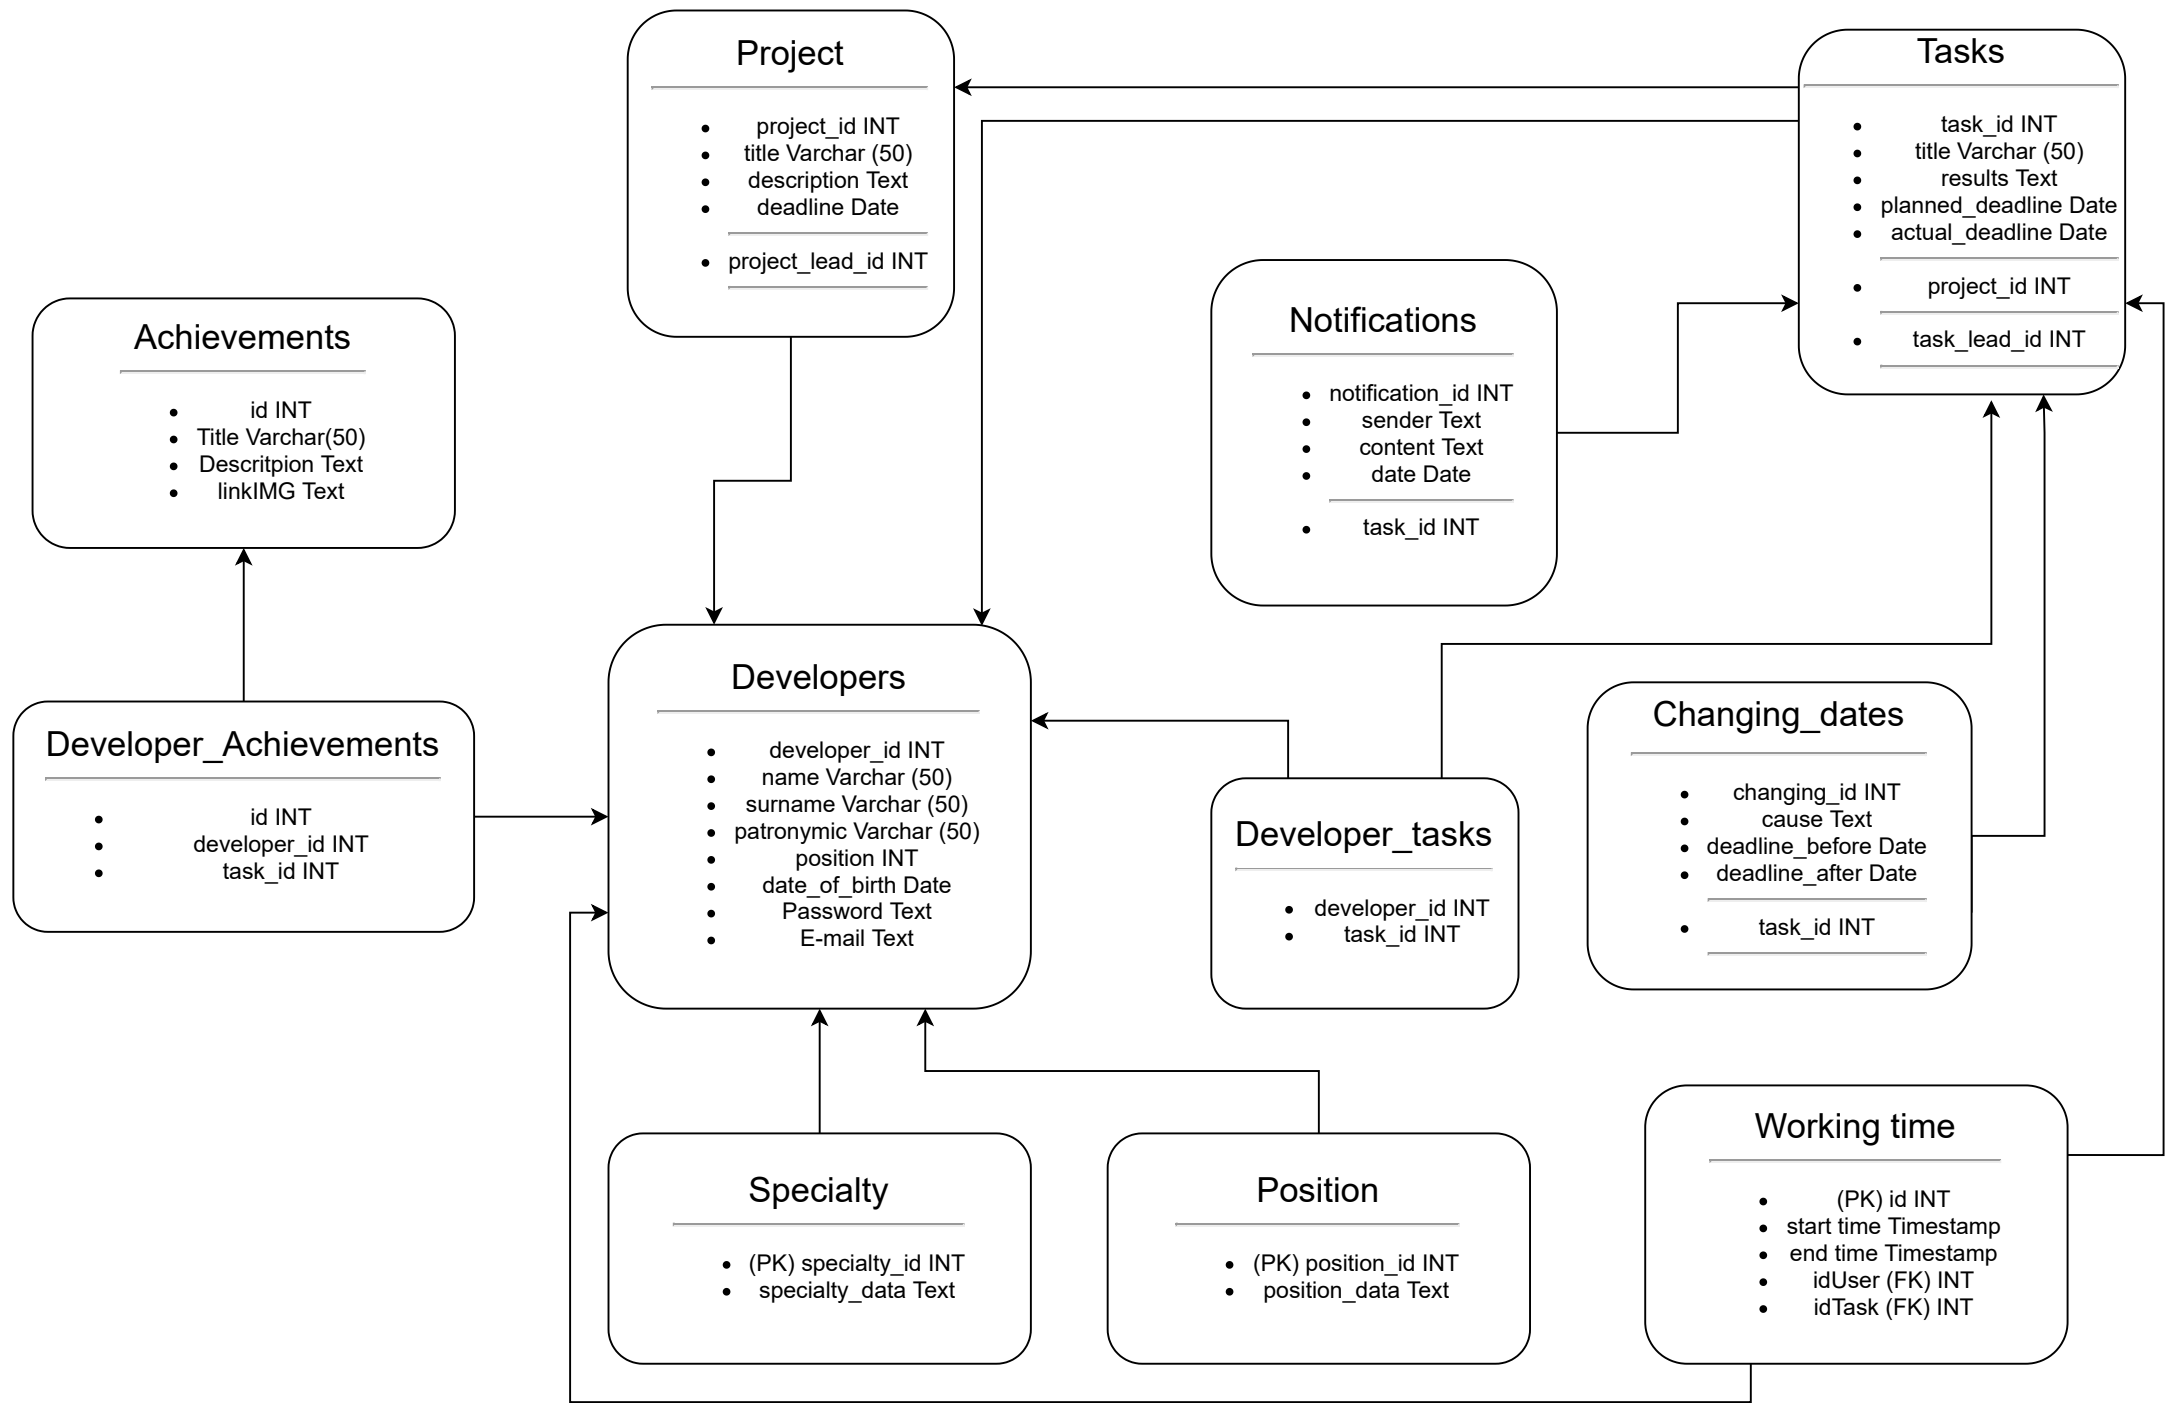 Project
project_id INT
title Varchar (50)
description Text
deadline Date
project_lead_id INT
Tasks
task_id INT
title Varchar (50)
results Text
planned_deadline Date
actual_deadline Date
project_id INT
task_lead_id INT
Achievements
id INT
Title Varchar(50)
Descritpion Text
linkIMG Text
Notifications
notification_id INT
sender Text
content Text
date Date
task_id INT
Developer_Achievements
id INT
developer_id INT
task_id INT
Developers
developer_id INT
name Varchar (50)
surname Varchar (50)
patronymic Varchar (50)
position INT
date_of_birth Date
Password Text
E-mail Text
Developer_tasks
developer_id INT
task_id INT
Changing_dates
changing_id INT
cause Text
deadline_before Date
deadline_after Date
task_id INT
Specialty
(PK) specialty_id INT
specialty_data Text
Position
(PK) position_id INT
position_data Text
Working time
(PK) id INT
start time Timestamp
end time Timestamp
idUser (FK) INT
idTask (FK) INT